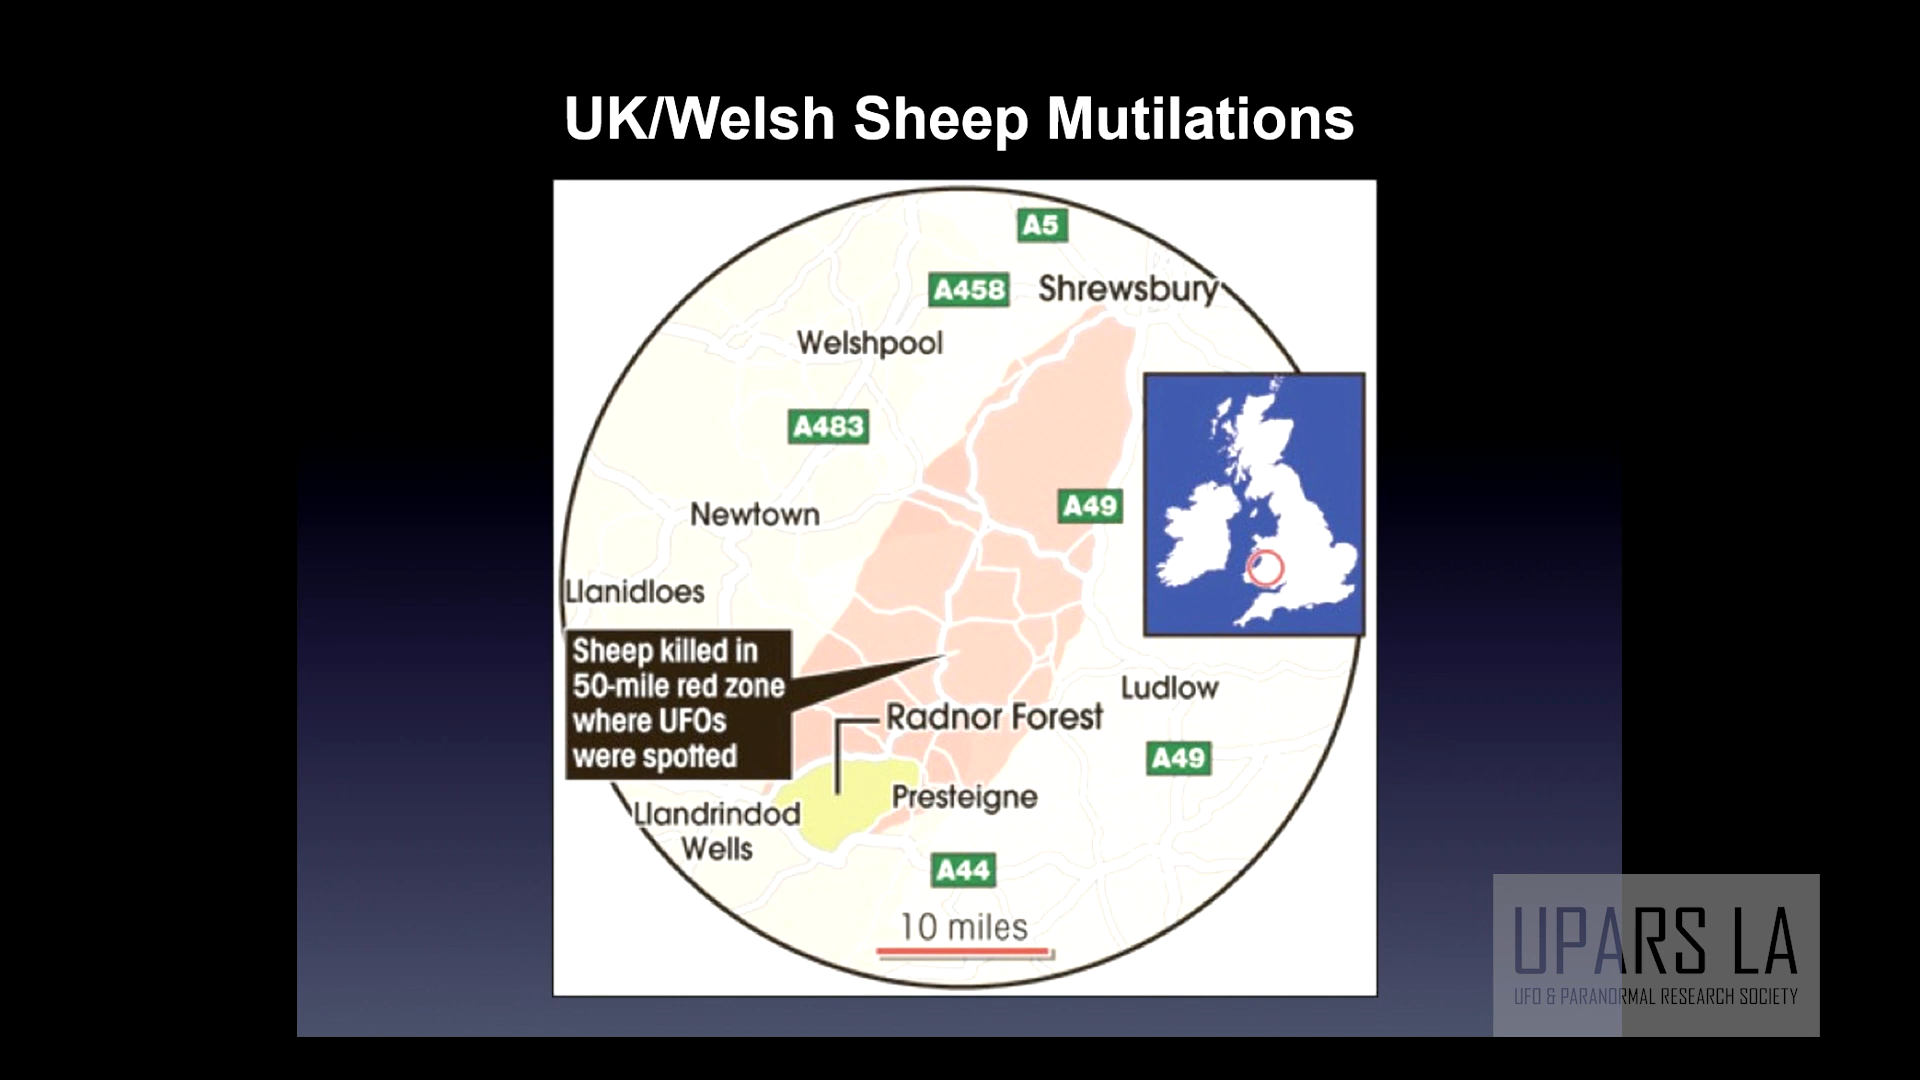 UK/Welsh Sheep Mutilations
A5
A458
Shrewsbury
Welshpool
A483
A49
Newtown
Llanidloes
Sheep killed in
50-mile red zone
where UFOs
were spotted
Ludlow
Radnor Forest
A49
Presteigne
Llandrindod
Wells
A44
10 miles
UPARS LA
UFO & PARANORMAL RESEARCH SOCIETY